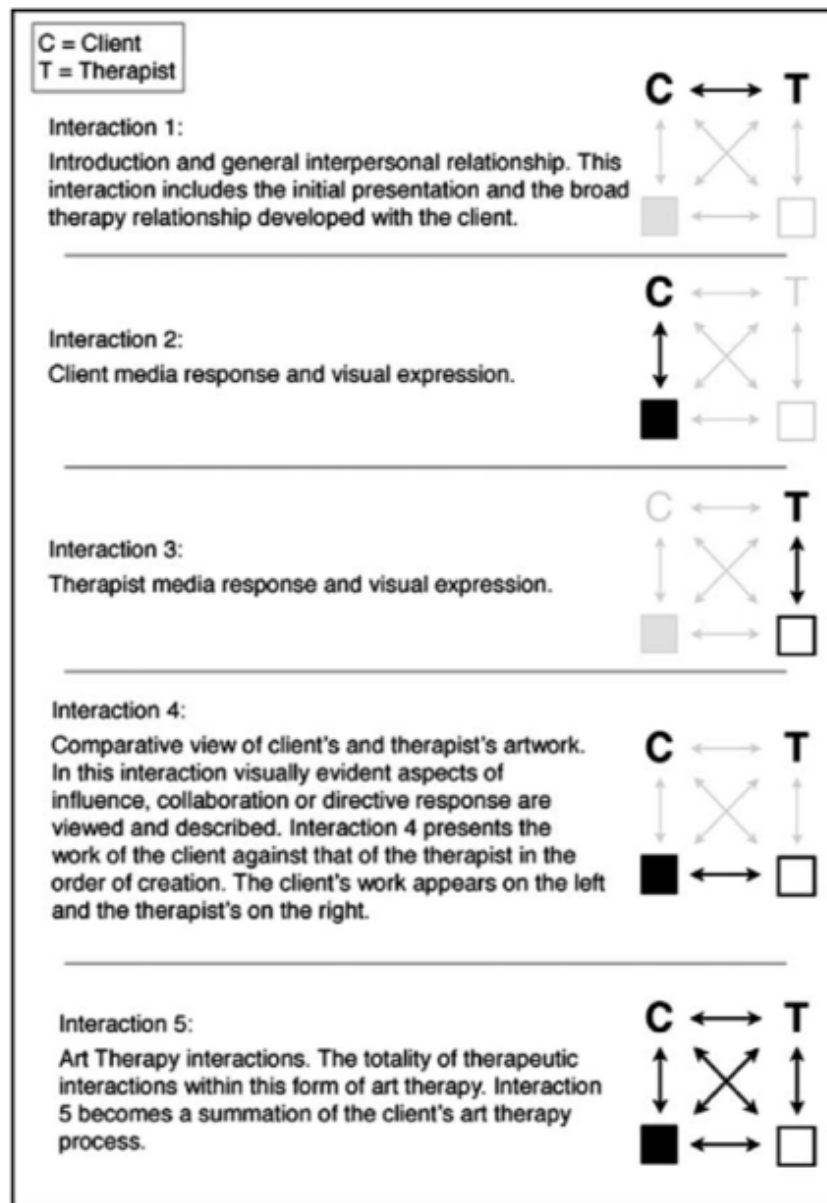 C = Client
T = Therapist
C T
Interaction 1:
Introduction and general interpersonal relationship. This
interaction includes the initial presentation and the broad
therapy relationship developed with the client.
C T
Interaction 2:
Client media response and visual expression.
C T
Interaction 3:
Therapist media response and visual expression.
Interaction 4:
C T
Comparative view of client's and therapist's artwork.
In this interaction visually evident aspects of
influence, collaboration or directive response are
viewed and described. Interaction 4 presents the
work of the client against that of the therapist in the
order of creation. The client's work appears on the left
and the therapist's on the right.
C T
Interaction 5:
Art Therapy interactions. The totality of therapeutic
interactions within this form of art therapy. Interaction
5 becomes a summation of the client's art therapy
process.